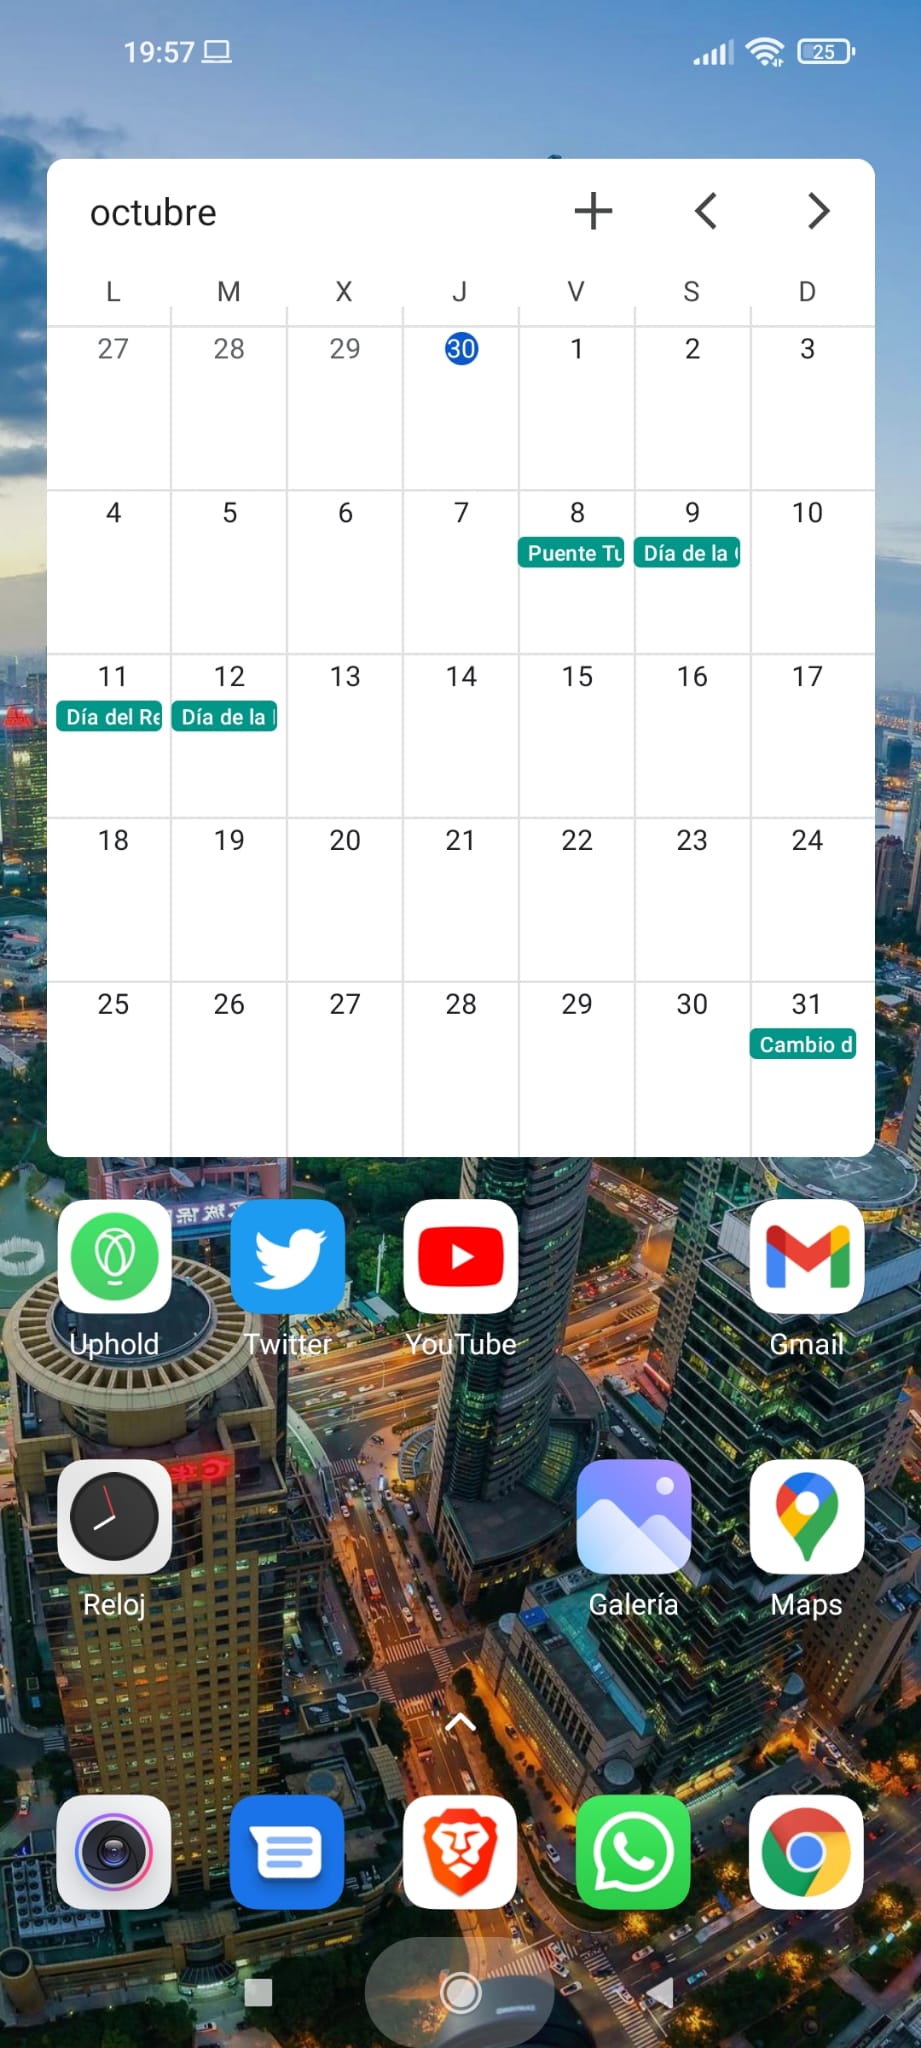 19:57 25
octubre
L M X J V S D
27 28 29 30 1 2 3
4 5 6 7 8 9 10
Puente Tu Día de la
11 12 13 14 15 16 17
Día del Re Día de la
18 19 20 21 22 23 24
25 26 27 28 29 30 31
Cambio d
Uphold Twitter YouTube Gmail
Reloj Galería Maps